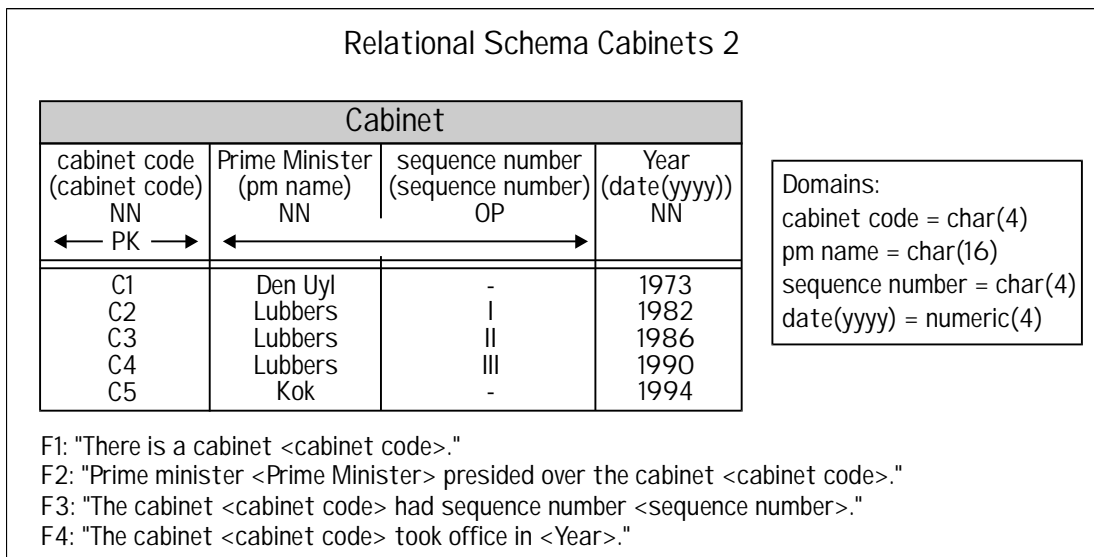 Relational Schema Cabinets 2
Cabinet
cabinet code Prime Minister sequence number Year
(cabinet code) (pm name) (sequence number) (date(yyyy))
NN NN OP NN
PK
C1 Den Uyl - 1973
C2 Lubbers I 1982
C3 Lubbers II 1986
C4 Lubbers III 1990
C5 Kok - 1994
Domains:
cabinet code = char(4)
pm name = char(16)
sequence number = char(4)
date(yyyy) = numeric(4)
F1: "There is a cabinet <cabinet code>."
F2: "Prime minister <Prime Minister> presided over the cabinet <cabinet code>."
F3: "The cabinet <cabinet code> had sequence number <sequence number>."
F4: "The cabinet <cabinet code> took office in <Year>."